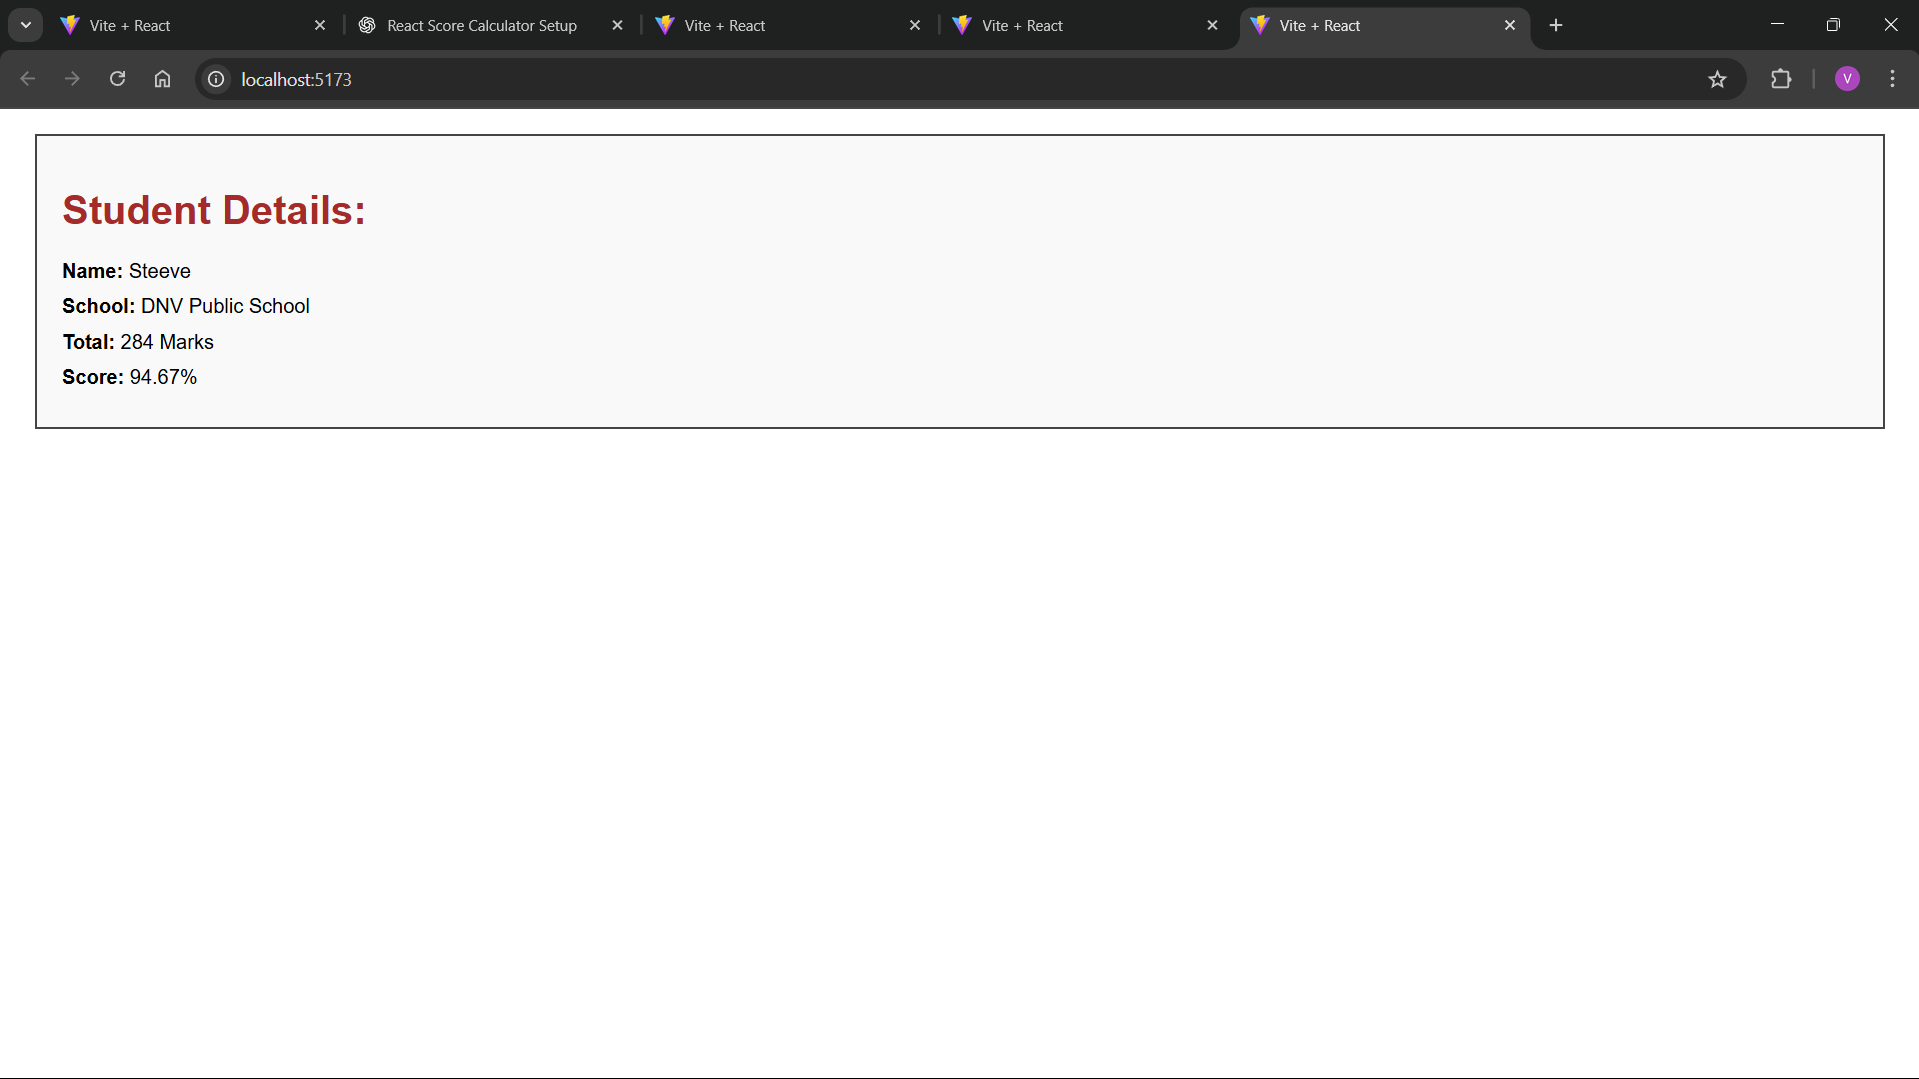 Vite + React
React Score Calculator Setup
Vite + React
Vite + React
Vite + React
localhost:5173
V
Student Details:
Name: Steeve
School: DNV Public School
Total: 284 Marks
Score: 94.67%